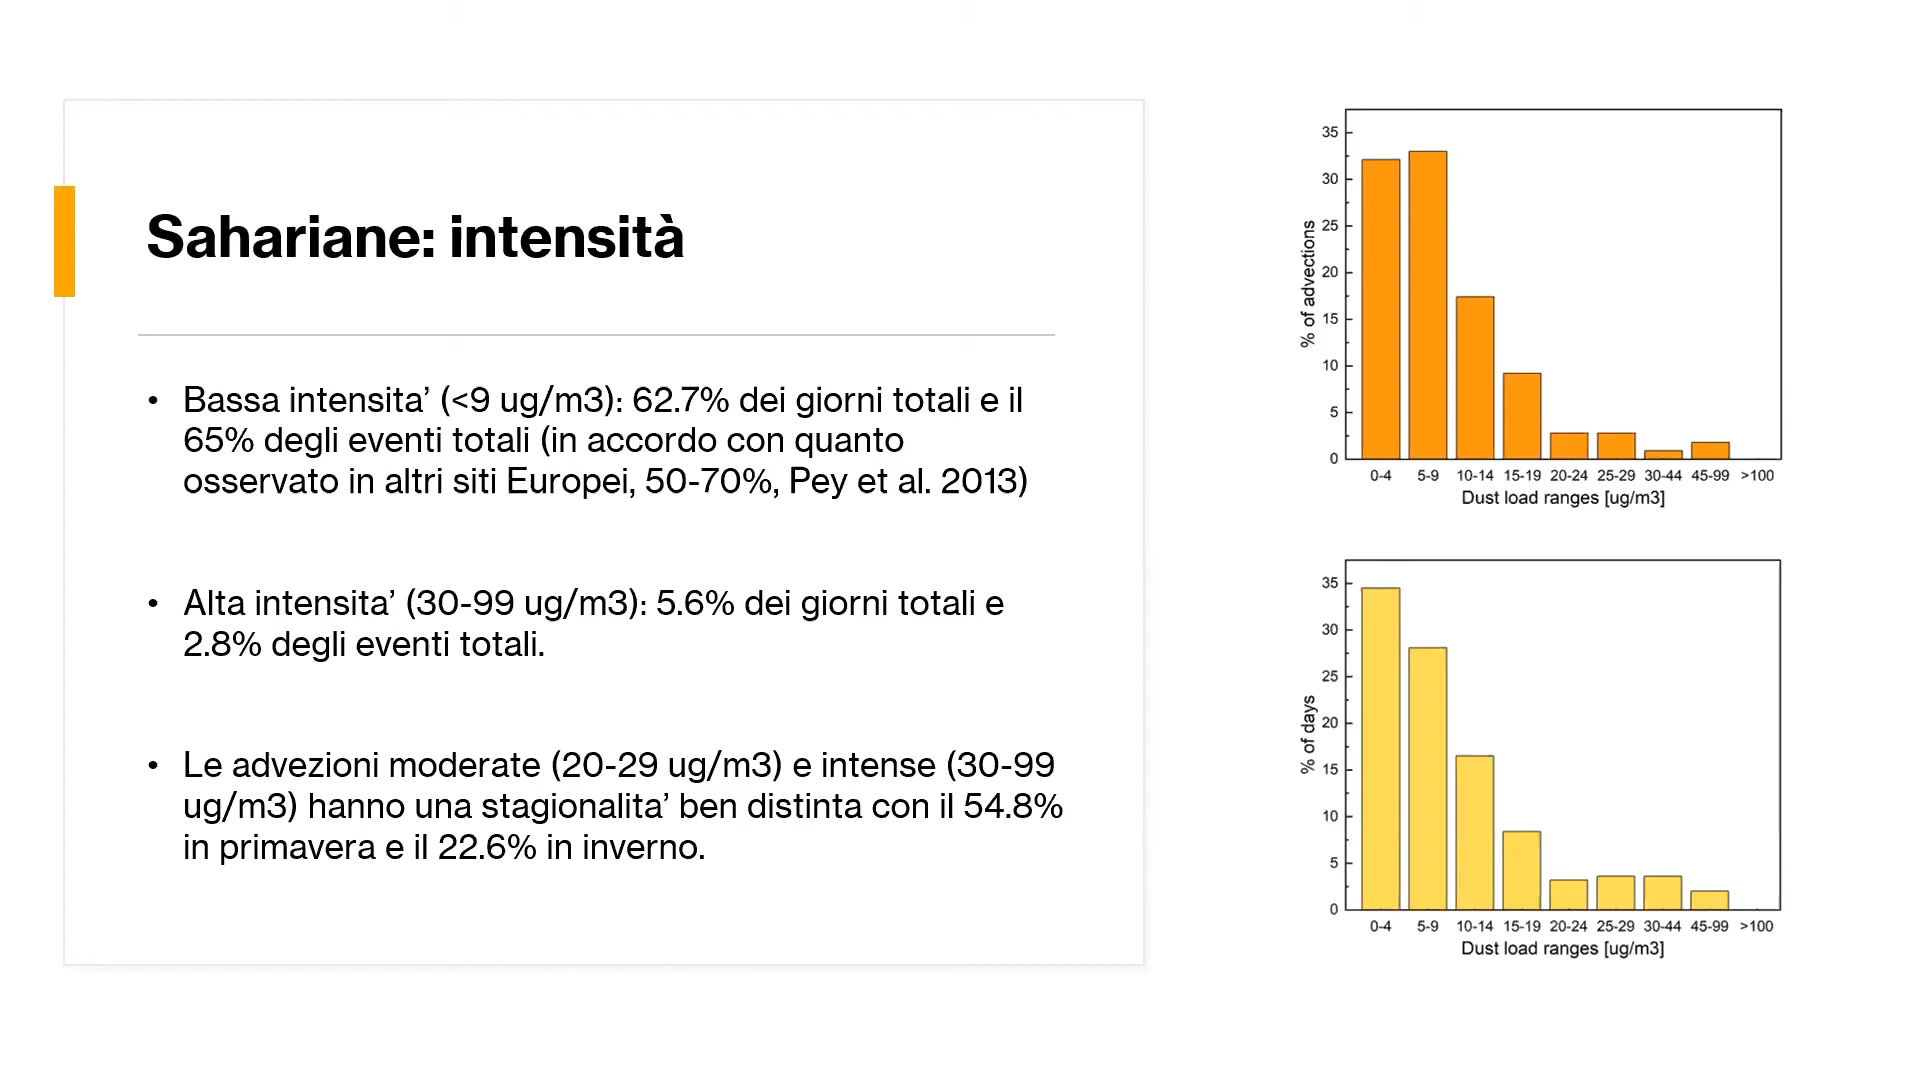 Sahariane: intensità
• Bassa intensita’ (<9 ug/m3): 62.7% dei giorni totali e il
65% degli eventi totali (in accordo con quanto
osservato in altri siti Europei, 50-70%, Pey et al. 2013)
• Alta intensita’ (30-99 ug/m3): 5.6% dei giorni totali e
2.8% degli eventi totali.
• Le advezioni moderate (20-29 ug/m3) e intense (30-99
ug/m3) hanno una stagionalita’ ben distinta con il 54.8%
in primavera e il 22.6% in inverno.
% of advections
35
30
25
20
15
10
5
0
0-4 5-9 10-14 15-19 20-24 25-29 30-44 45-99 >100
Dust load ranges [ug/m3]
% of days
35
30
25
20
15
10
5
0
0-4 5-9 10-14 15-19 20-24 25-29 30-44 45-99 >100
Dust load ranges [ug/m3]